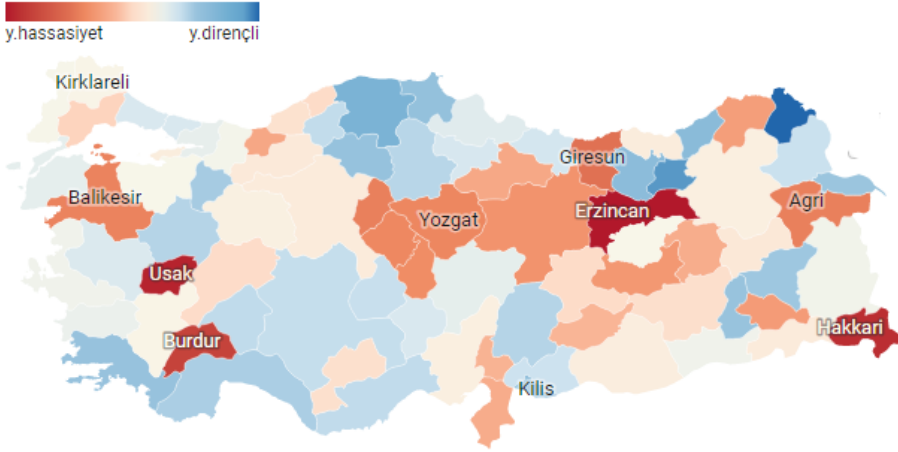 y.hassasiyet y.dirençli
Kirklareli
Giresun
Balikesir
Agri
Erzincan
Yozgat
Usak
Hakkari
Burdur
Kilis